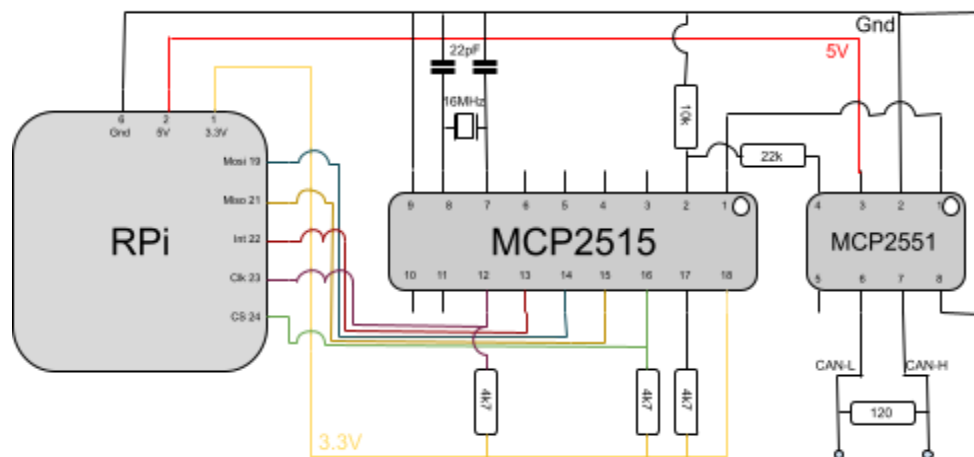 Gnd
5V
22pF
16MHz
10k
22k
6
Gnd
2
5V
1
3.3V
Mosi 19
Miso 21
Int 22
Clk 23
CS 24
RPi
9 8 7 6 5 4 3 2 1
MCP2515
10 11 12 13 14 15 16 17 18
4 3 2 1
MCP2551
5 6 7 8
4k7
4k7
4k7
3.3V
CAN-L
CAN-H
120